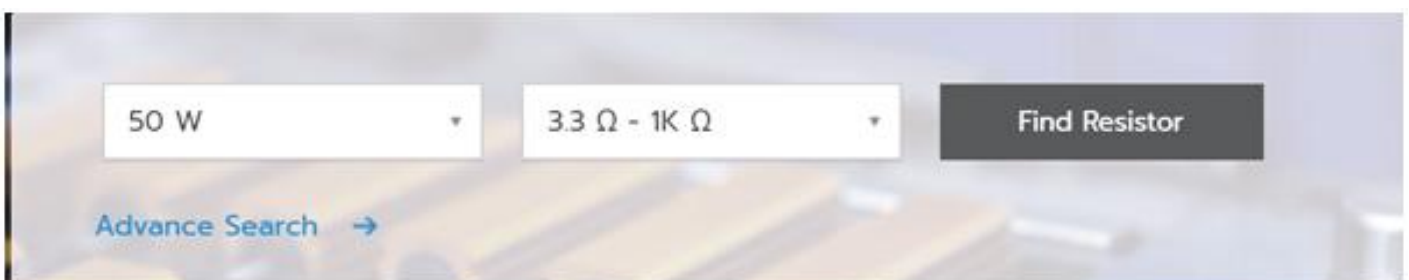 50 W 3.3 Ω - 1K Ω Find Resistor
Advance Search →